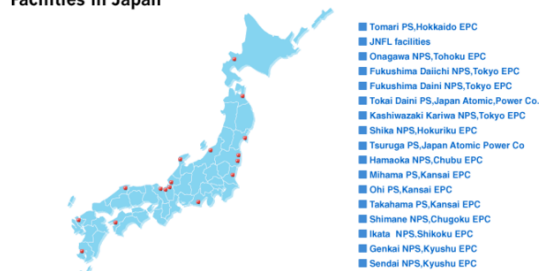 Facilities in Japan
Tomari PS,Hokkaido EPC
JNFL facilities
Onagawa NPS,Tohoku EPC
Fukushima Daiichi NPS,Tokyo EPC
Fukushima Daini NPS,Tokyo EPC
Tokai Daini PS,Japan Atomic,Power Co.
Kashiwazaki Kariwa NPS,Tokyo EPC
Shika NPS,Hokuriku EPC
Tsuruga PS,Japan Atomic Power Co
Hamaoka NPS,Chubu EPC
Mihama PS,Kansai EPC
Ohi PS,Kansai EPC
Takahama PS,Kansai EPC
Shimane NPS,Chugoku EPC
Ikata NPS.Shikoku EPC
Genkai NPS,Kyushu EPC
Sendai NPS,Kyushu EPC